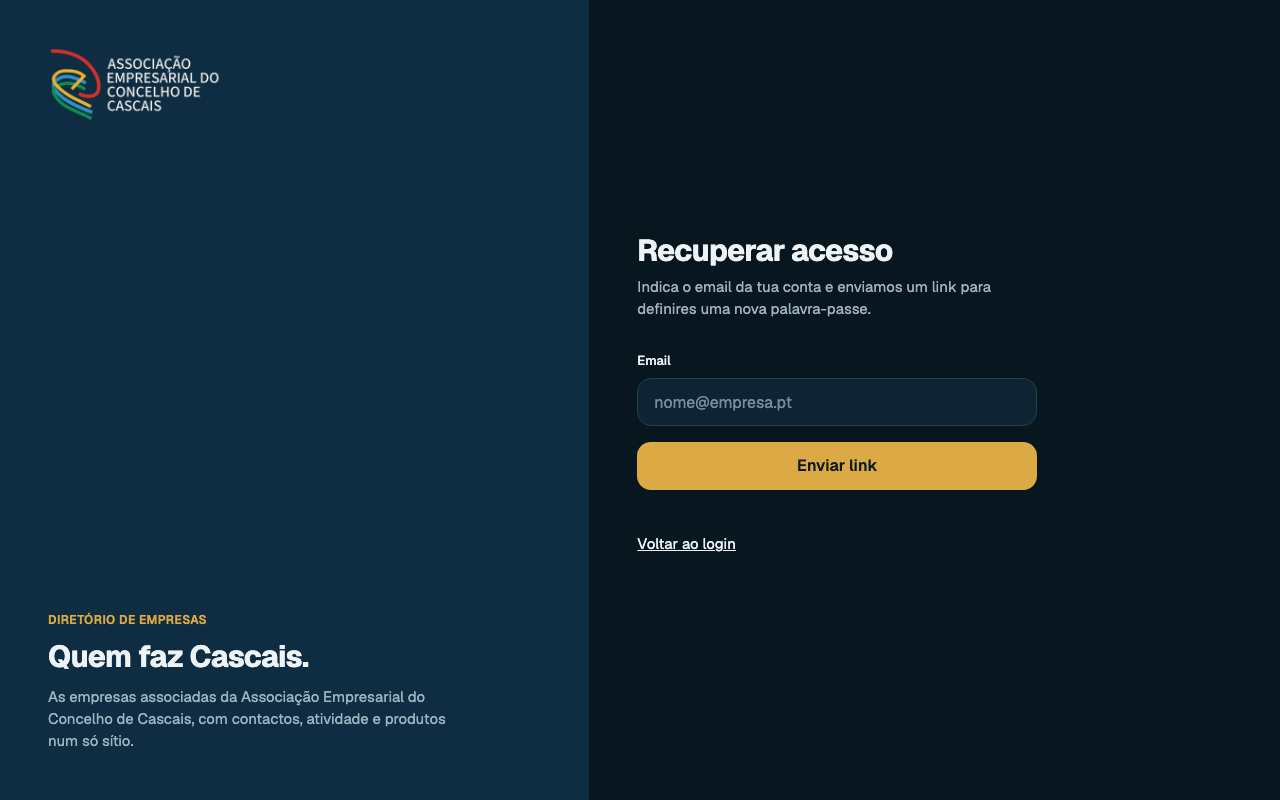 ASSOCIAÇÃO
EMPRESARIAL DO
CONCELHO DE
CASCAIS
DIRETÓRIO DE EMPRESAS
Quem faz Cascais.
As empresas associadas da Associação Empresarial do
Concelho de Cascais, com contactos, atividade e produtos
num só sítio.
Recuperar acesso
Indica o email da tua conta e enviamos um link para
definires uma nova palavra-passe.
Email
nome@empresa.pt
Enviar link
Voltar ao login